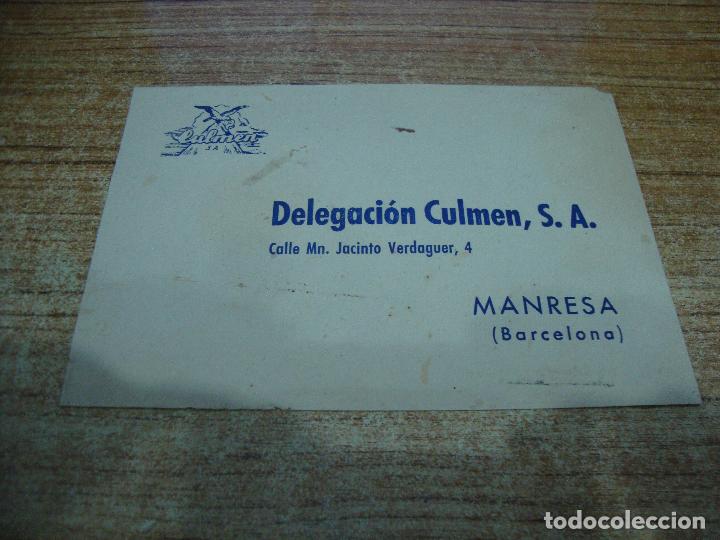 Culmen
S A
Delegación Culmen, S. A.
Calle Mn. Jacinto Verdaguer, 4
MANRESA
(Barcelona)
todocoleccion